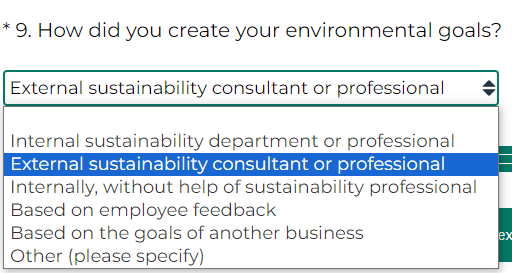 * 9. How did you create your environmental goals?
External sustainability consultant or professional
Internal sustainability department or professional
External sustainability consultant or professional
Internally, without help of sustainability professional
Based on employee feedback
Based on the goals of another business
Other (please specify)